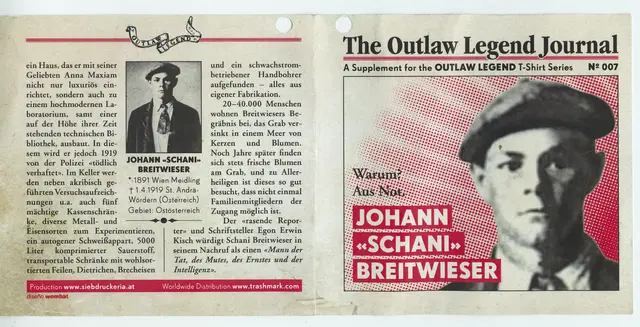 OUTLAW LEGEND
ein Haus, das er mit seiner
Geliebten Anna Maxiam
nicht nur luxuriös ein-
richtet, sondern auch zu
einem hochmodernen La-
boratorium, samt einer
auf der Höhe ihrer Zeit
stehenden technischen Bi-
bliothek, ausbaut. In die-
sem wird er jedoch 1919
von der Polizei «tödlich
verhaftet». Im Keller wer-
den neben akribisch ge-
führten Versuchsaufzeich-
nungen u.a. auch fünf
mächtige Kassenschrän-
ke, diverse Metall- und
Eisensorten zum Experimentieren,
ein autogener Schweißappart, 5000
Liter komprimierter Sauerstoff,
transportable Schränke mit wohlsor-
tierten Feilen, Dietrichen, Brecheisen
JOHANN «SCHANI»
BREITWIESER
* 1891 Wien Meidling
† 1.4.1919 St. Andra-
Wördern (Österreich)
Gebiet: Ostösterreich
und ein schwachstrom-
betriebener Handbohrer
aufgefunden – alles aus
eigener Fabrikation.
20-40.000 Menschen
wohnen Breitwiesers Be-
gräbnis bei, das Grab ver-
sinkt in einem Meer von
Kerzen und Blumen.
Noch Jahre später finden
sich stets frische Blumen
am Grab, und zu Aller-
heiligen ist dieses so gut
besucht, dass nicht einmal
Familienmitgliedern der
Zugang möglich ist.
Der «rasende Repor-
ter» und Schriftsteller Egon Erwin
Kisch würdigt Schani Breitwieser in
seinem Nachruf als einen «Mann der
Tat, des Mutes, des Ernstes und der
Intelligenz».
Production www.siebdruckeria.at
Worldwide Distribution www.trashmark.com
diseño wombat
The Outlaw Legend Journal
A Supplement for the OUTLAW LEGEND T-Shirt Series Nº 007
Warum?
Aus Not.
JOHANN
«SCHANI»
BREITWIESER